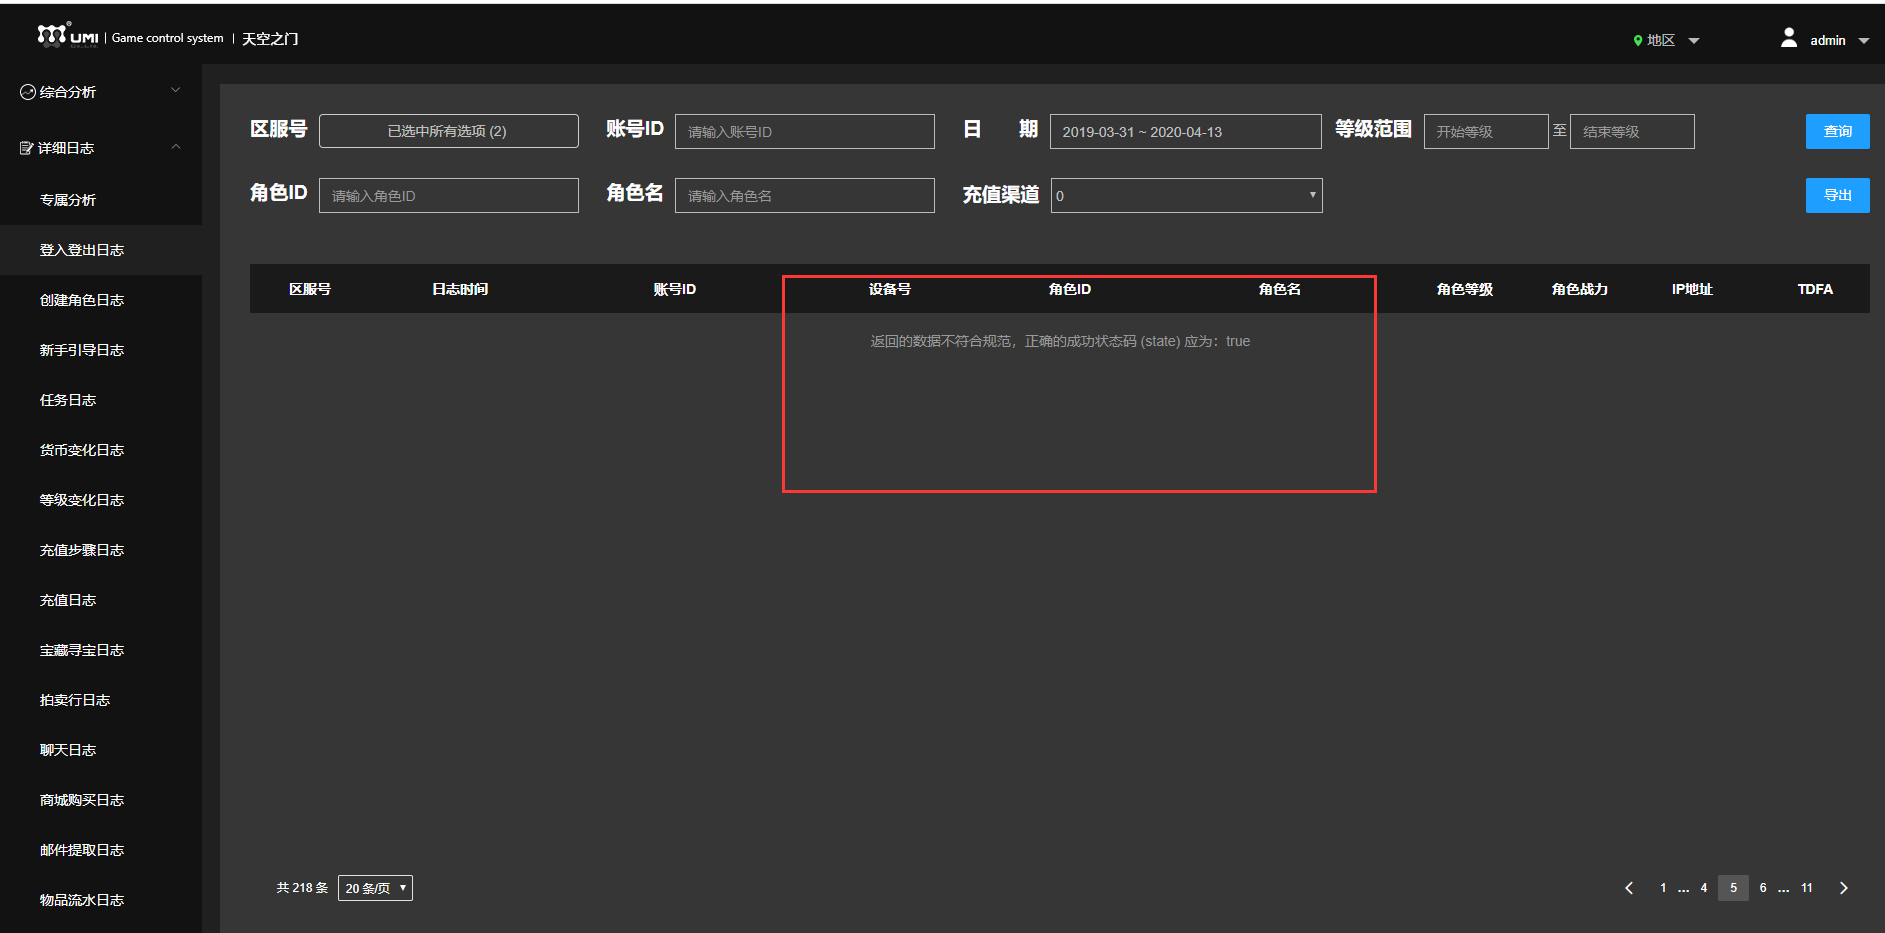 UMI | Game control system | 天空之门
地区
admin
综合分析
详细日志
专属分析
登入登出日志
创建角色日志
新手引导日志
任务日志
货币变化日志
等级变化日志
充值步骤日志
充值日志
宝藏寻宝日志
拍卖行日志
聊天日志
商城购买日志
邮件提取日志
物品流水日志
区服号 已选中所有选项 (2) 账号ID 请输入账号ID 日 期 2019-03-31 ~ 2020-04-13 等级范围 开始等级 至 结束等级 查询
角色ID 请输入角色ID 角色名 请输入角色名 充值渠道 0 导出
区服号 日志时间 账号ID 设备号 角色ID 角色名 角色等级 角色战力 IP地址 TDFA
返回的数据不符合规范，正确的成功状态码 (state) 应为：true
共 218 条 20 条/页 1 ... 4 5 6 ... 11